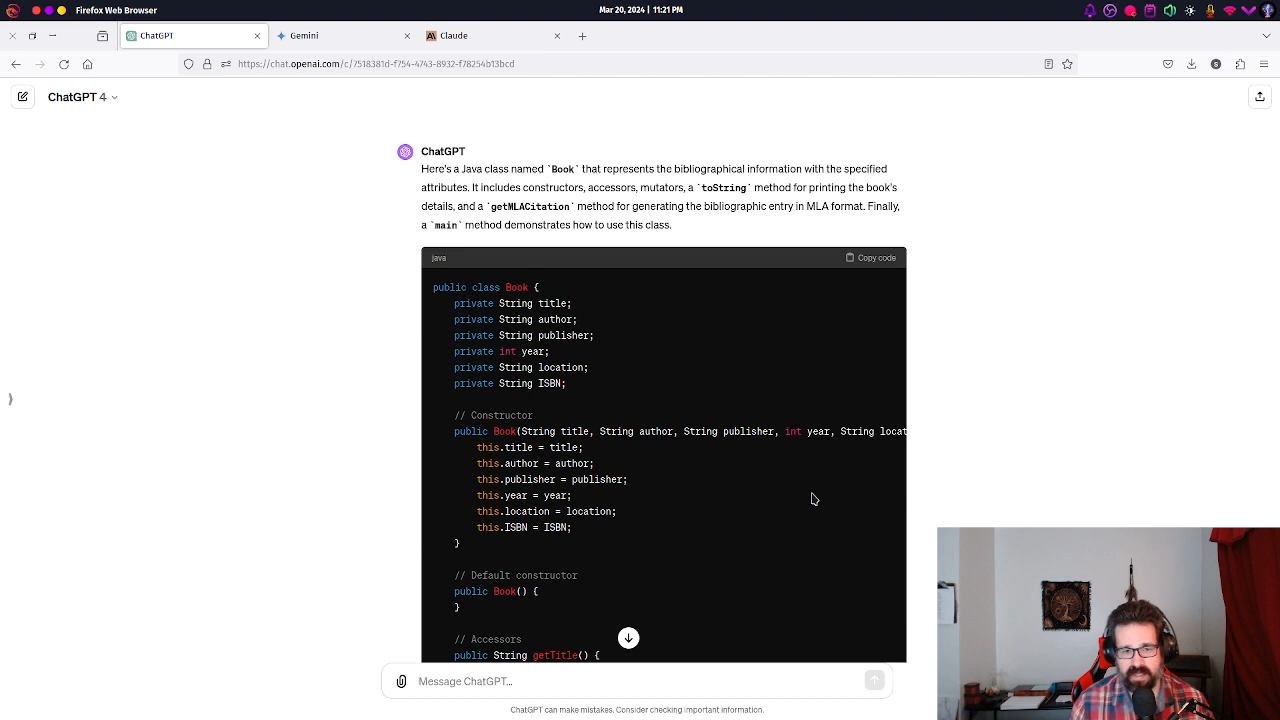 Firefox Web Browser
Mar 20, 2024 | 11:21 PM
ChatGPT
Gemini
Claude
https://chat.openai.com/c/7518381d-f754-4743-8932-f78254b13bcd
ChatGPT 4
ChatGPT
Here's a Java class named `Book` that represents the bibliographical information with the specified
attributes. It includes constructors, accessors, mutators, a `toString` method for printing the book's
details, and a `getMLACitation` method for generating the bibliographic entry in MLA format. Finally,
a `main` method demonstrates how to use this class.
java
Copy code
public class Book {
private String title;
private String author;
private String publisher;
private int year;
private String location;
private String ISBN;
// Constructor
public Book(String title, String author, String publisher, int year, String locat
this.title = title;
this.author = author;
this.publisher = publisher;
this.year = year;
this.location = location;
this.ISBN = ISBN;
}
// Default constructor
public Book() {
}
// Accessors
public String getTitle() {
Message ChatGPT...
ChatGPT can make mistakes. Consider checking important information.